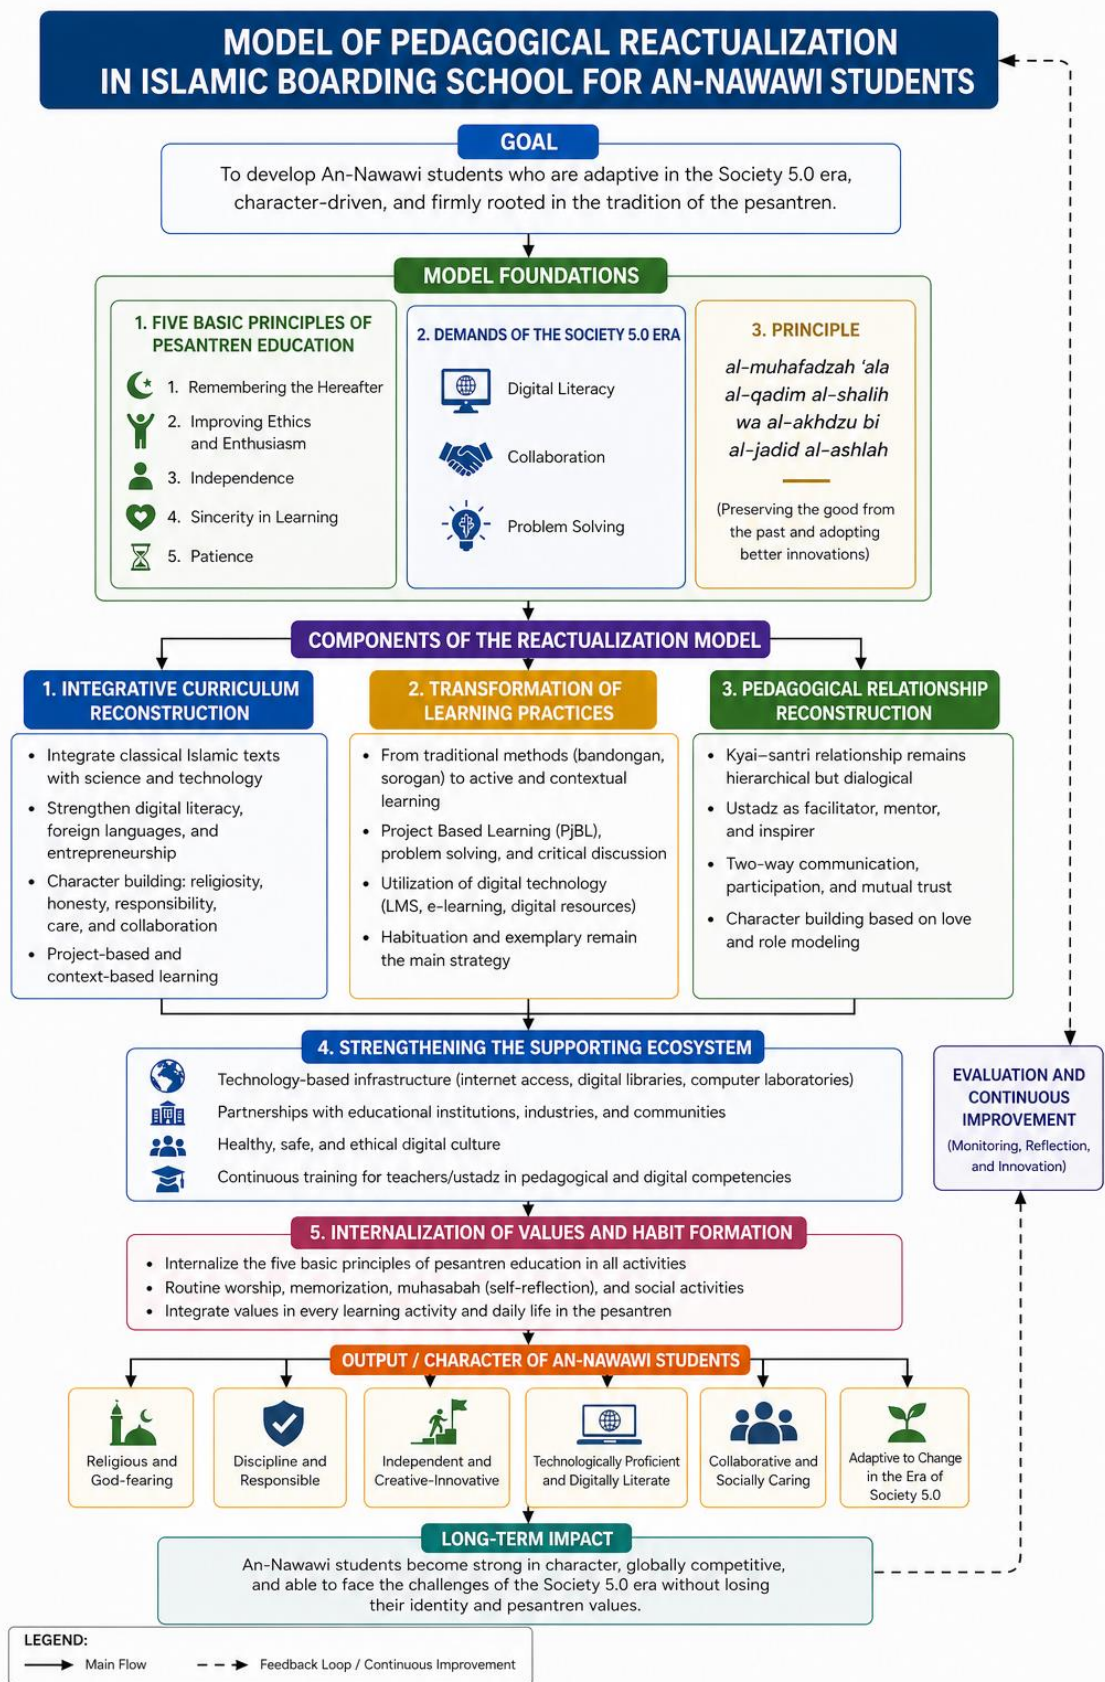 MODEL OF PEDAGOGICAL REACTUALIZATION
IN ISLAMIC BOARDING SCHOOL FOR AN-NAWAWI STUDENTS
GOAL
To develop An-Nawawi students who are adaptive in the Society 5.0 era,
character-driven, and firmly rooted in the tradition of the pesantren.
MODEL FOUNDATIONS
1. FIVE BASIC PRINCIPLES OF
PESANTREN EDUCATION
1. Remembering the Hereafter
2. Improving Ethics
and Enthusiasm
3. Independence
4. Sincerity in Learning
5. Patience
2. DEMANDS OF THE SOCIETY 5.0 ERA
Digital Literacy
Collaboration
Problem Solving
3. PRINCIPLE
al-muhafadzah ‘ala
al-qadim al-shalih
wa al-akhdzu bi
al-jadid al-ashlah
(Preserving the good from
the past and adopting
better innovations)
COMPONENTS OF THE REACTUALIZATION MODEL
1. INTEGRATIVE CURRICULUM
RECONSTRUCTION
• Integrate classical Islamic texts
with science and technology
• Strengthen digital literacy,
foreign languages, and
entrepreneurship
• Character building: religiosity,
honesty, responsibility,
care, and collaboration
• Project-based and
context-based learning
2. TRANSFORMATION OF
LEARNING PRACTICES
• From traditional methods (bandongan,
sorogan) to active and contextual
learning
• Project Based Learning (PjBL),
problem solving, and critical discussion
• Utilization of digital technology
(LMS, e-learning, digital resources)
• Habituation and exemplary remain
the main strategy
3. PEDAGOGICAL RELATIONSHIP
RECONSTRUCTION
• Kyai–santri relationship remains
hierarchical but dialogical
• Ustadz as facilitator, mentor,
and inspirer
• Two-way communication,
participation, and mutual trust
• Character building based on love
and role modeling
4. STRENGTHENING THE SUPPORTING ECOSYSTEM
Technology-based infrastructure (internet access, digital libraries, computer laboratories)
Partnerships with educational institutions, industries, and communities
Healthy, safe, and ethical digital culture
Continuous training for teachers/ustadz in pedagogical and digital competencies
EVALUATION AND
CONTINUOUS
IMPROVEMENT
(Monitoring, Reflection,
and Innovation)
5. INTERNALIZATION OF VALUES AND HABIT FORMATION
• Internalize the five basic principles of pesantren education in all activities
• Routine worship, memorization, muhasabah (self-reflection), and social activities
• Integrate values in every learning activity and daily life in the pesantren
OUTPUT / CHARACTER OF AN-NAWAWI STUDENTS
Religious and
God-fearing
Discipline and
Responsible
Independent and
Creative-Innovative
Technologically Proficient
and Digitally Literate
Collaborative and
Socially Caring
Adaptive to Change
in the Era of
Society 5.0
LONG-TERM IMPACT
An-Nawawi students become strong in character, globally competitive,
and able to face the challenges of the Society 5.0 era without losing
their identity and pesantren values.
LEGEND:
Main Flow
Feedback Loop / Continuous Improvement